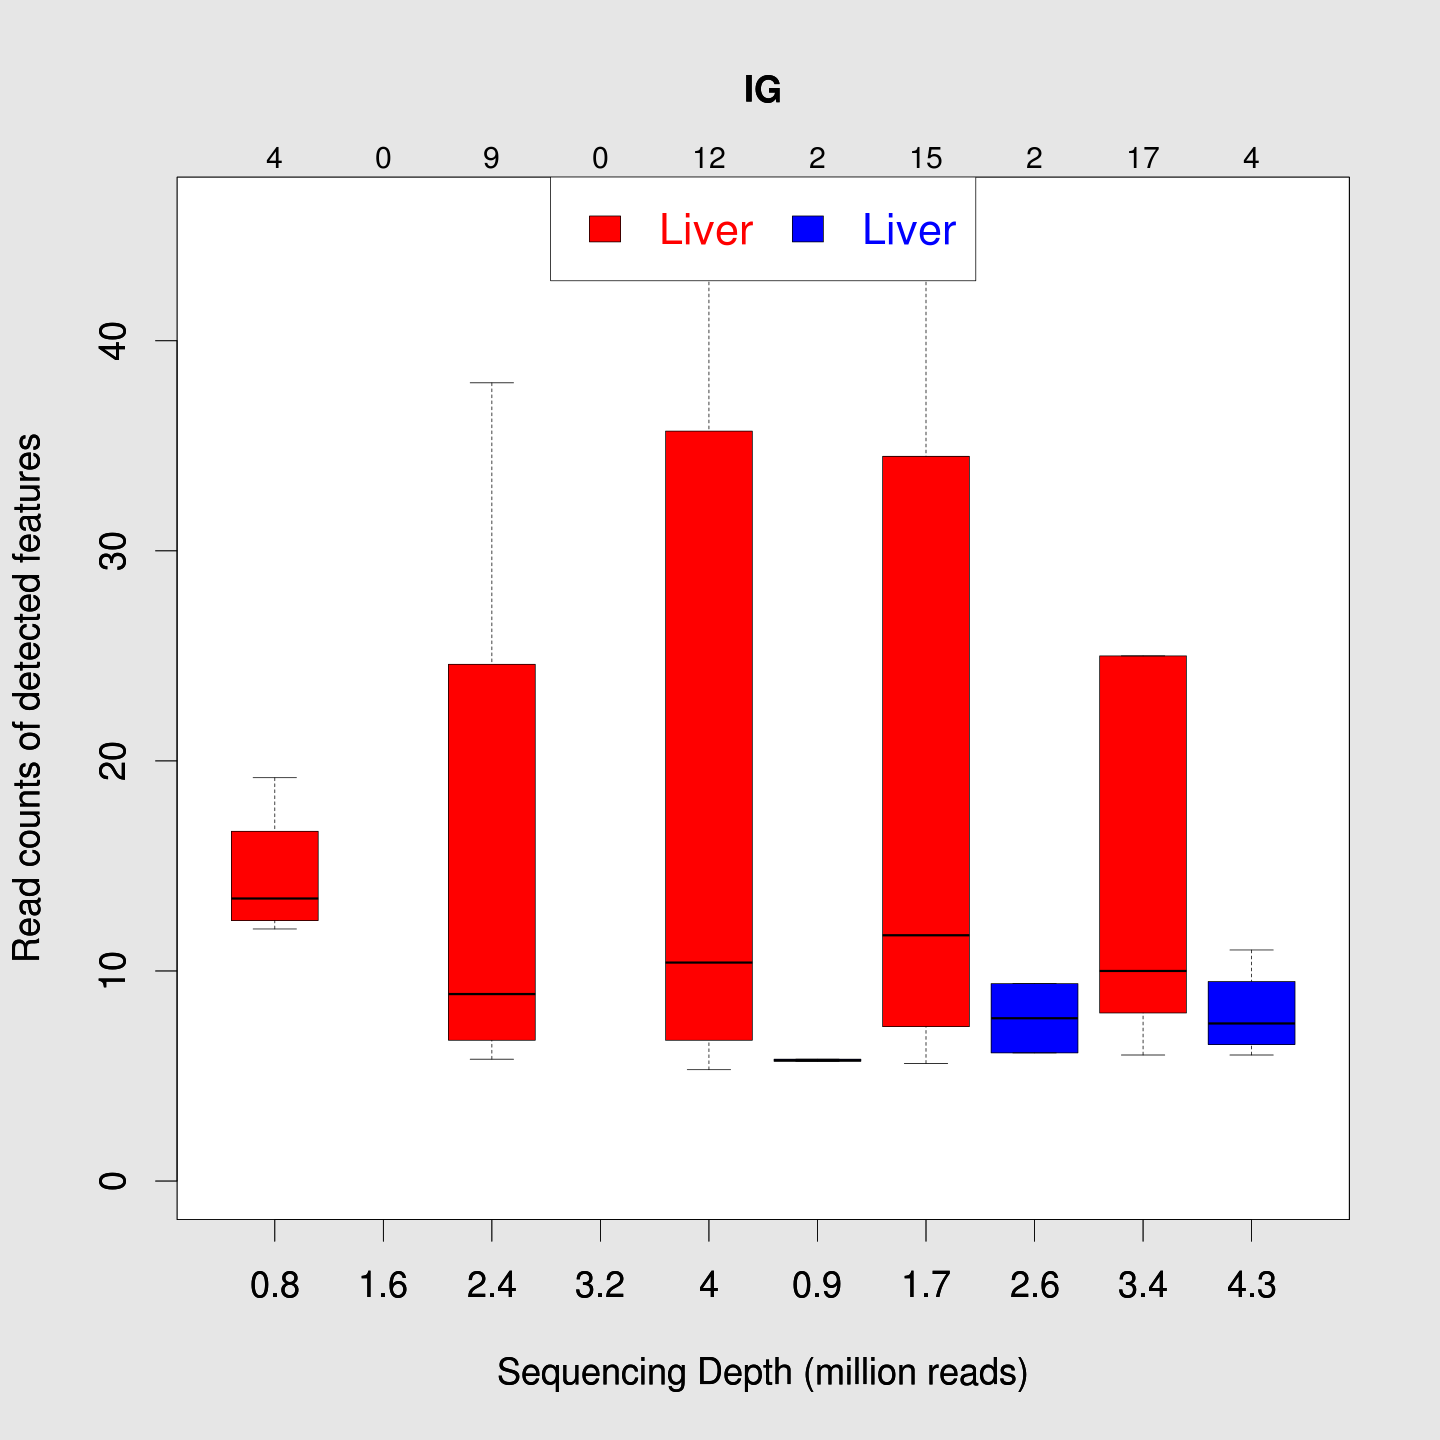 IG
4 0 9 0 12 2 15 2 17 4
Liver Liver
40
30
20
10
0
Read counts of detected features
0.8 1.6 2.4 3.2 4 0.9 1.7 2.6 3.4 4.3
Sequencing Depth (million reads)